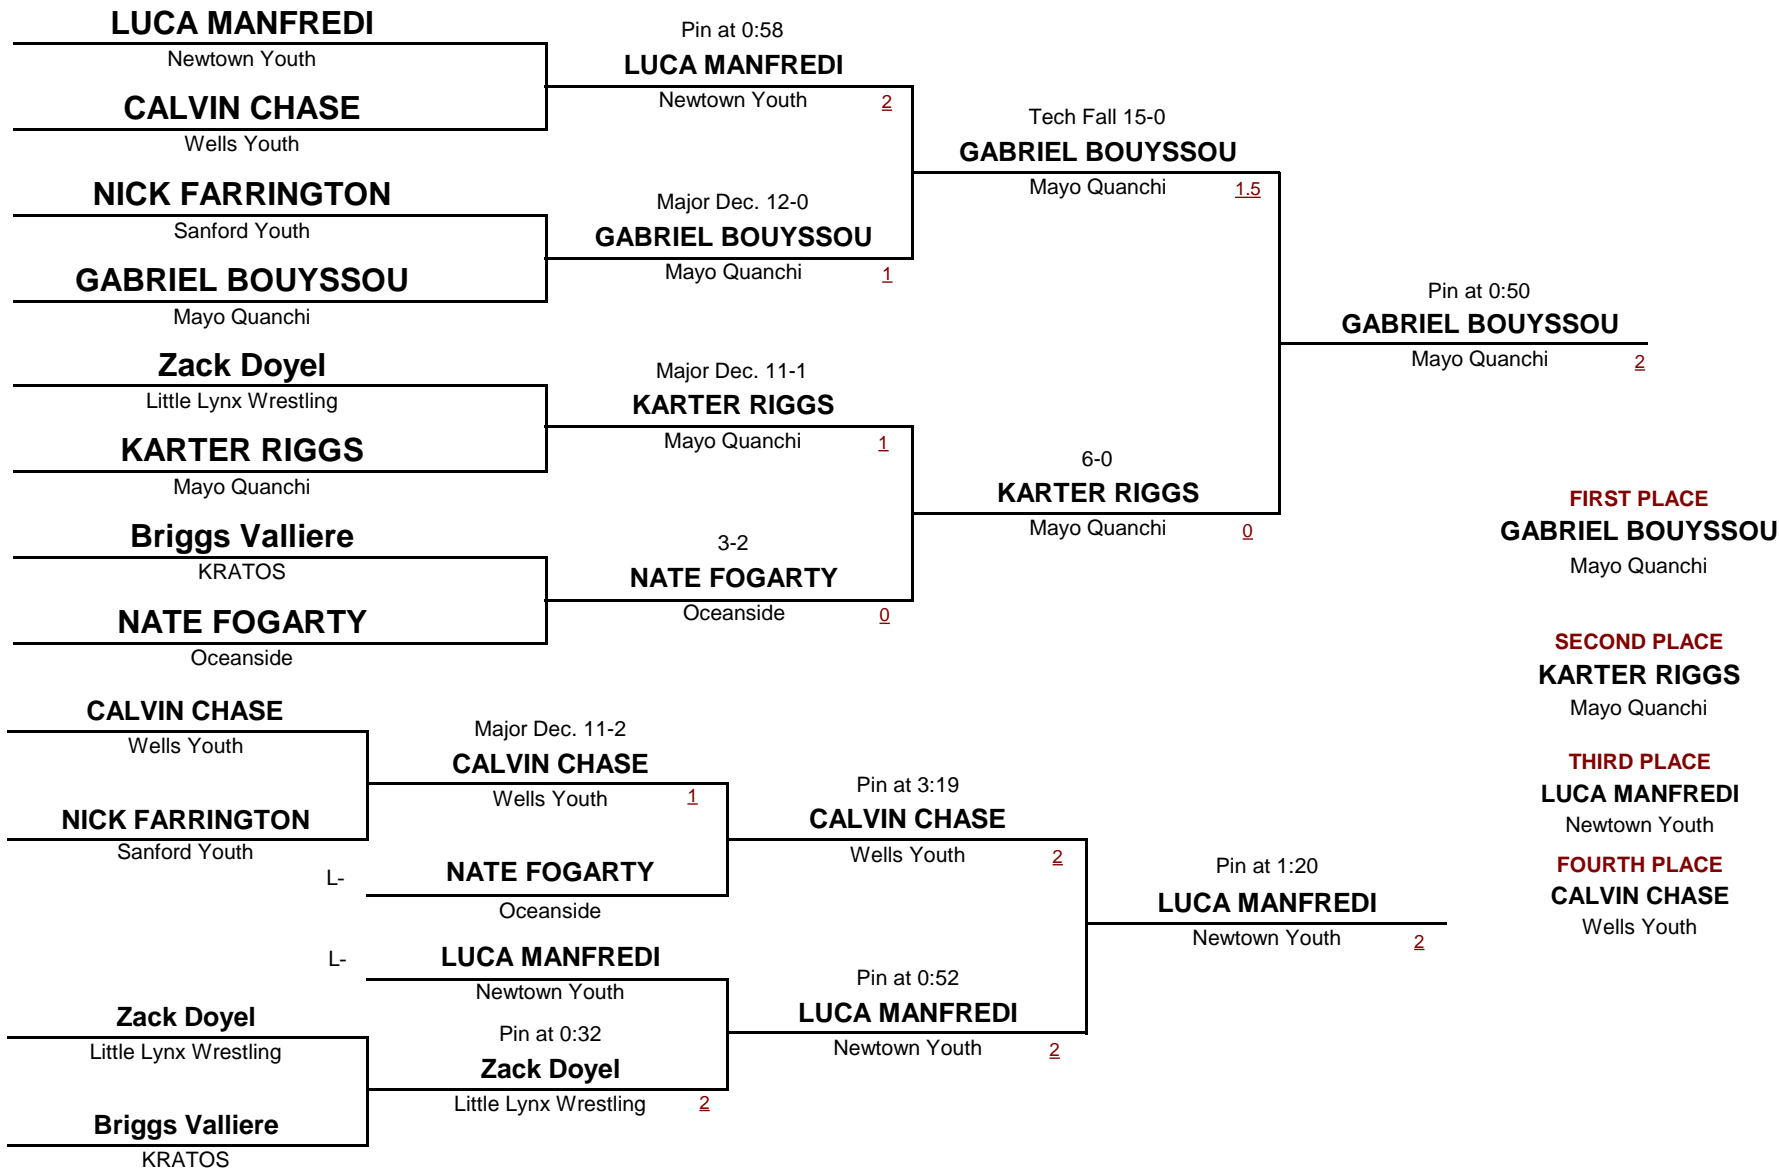 LUCA MANFREDI
Newtown Youth
CALVIN CHASE
Wells Youth
NICK FARRINGTON
Sanford Youth
GABRIEL BOUYSSOU
Mayo Quanchi
Zack Doyel
Little Lynx Wrestling
KARTER RIGGS
Mayo Quanchi
Briggs Valliere
KRATOS
NATE FOGARTY
Oceanside
Pin at 0:58
LUCA MANFREDI
Newtown Youth 2
Major Dec. 12-0
GABRIEL BOUYSSOU
Mayo Quanchi 1
Major Dec. 11-1
KARTER RIGGS
Mayo Quanchi 1
3-2
NATE FOGARTY
Oceanside 0
Tech Fall 15-0
GABRIEL BOUYSSOU
Mayo Quanchi 1.5
6-0
KARTER RIGGS
Mayo Quanchi 0
Pin at 0:50
GABRIEL BOUYSSOU
Mayo Quanchi 2
FIRST PLACE
GABRIEL BOUYSSOU
Mayo Quanchi
SECOND PLACE
KARTER RIGGS
Mayo Quanchi
THIRD PLACE
LUCA MANFREDI
Newtown Youth
FOURTH PLACE
CALVIN CHASE
Wells Youth
CALVIN CHASE
Wells Youth
NICK FARRINGTON
Sanford Youth
Zack Doyel
Little Lynx Wrestling
Briggs Valliere
KRATOS
Major Dec. 11-2
CALVIN CHASE
Wells Youth 1
L- NATE FOGARTY
Oceanside
L- LUCA MANFREDI
Newtown Youth
Pin at 0:32
Zack Doyel
Little Lynx Wrestling 2
Pin at 3:19
CALVIN CHASE
Wells Youth 2
Pin at 0:52
LUCA MANFREDI
Newtown Youth 2
Pin at 1:20
LUCA MANFREDI
Newtown Youth 2